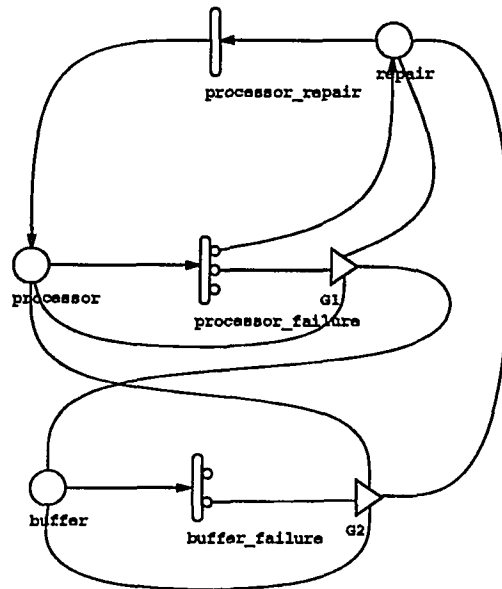 repair
processor_repair
processor
G1
processor_failure
buffer
G2
buffer_failure